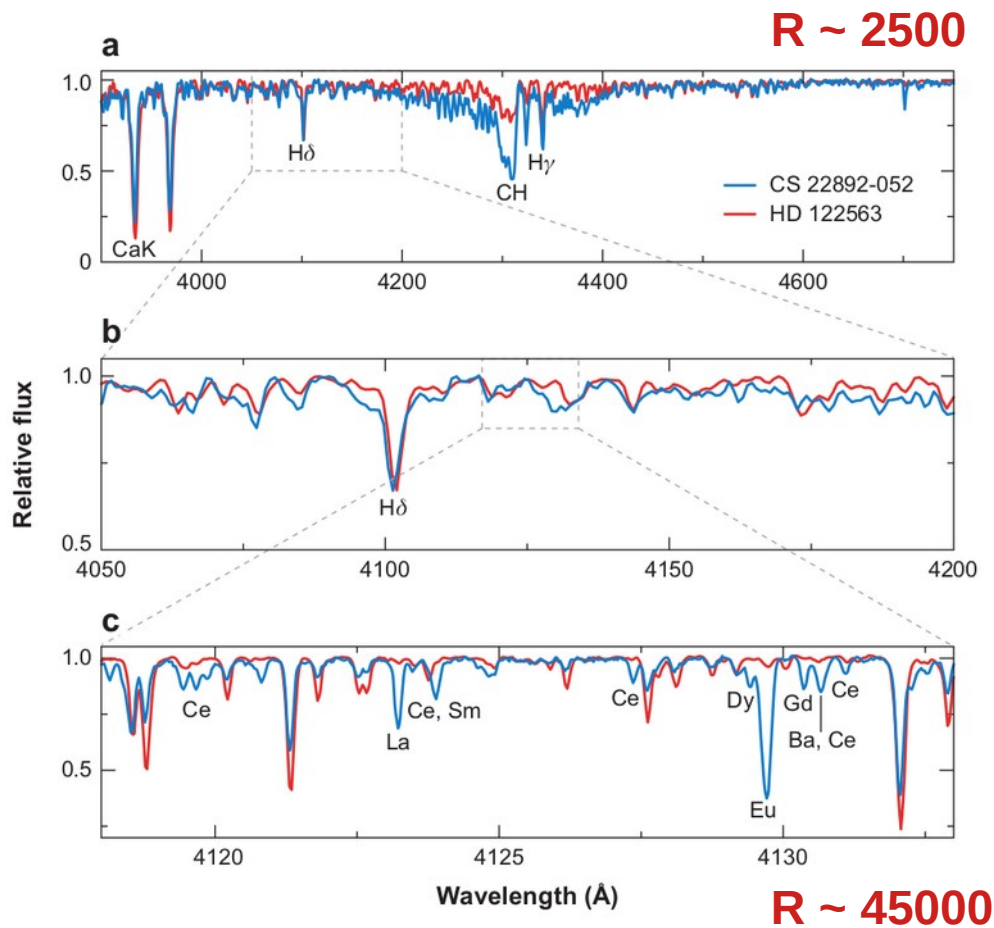 R ~ 2500
a
1.0
0.5
0
CaK
Hδ
CH
Hγ
CS 22892-052
HD 122563
4000
4200
4400
4600
b
1.0
0.5
Hδ
4050
4100
4150
4200
Relative flux
c
1.0
0.5
Ce
La
Ce, Sm
Ce
Dy
Eu
Gd
Ba, Ce
Ce
4120
4125
4130
Wavelength (Å)
R ~ 45000